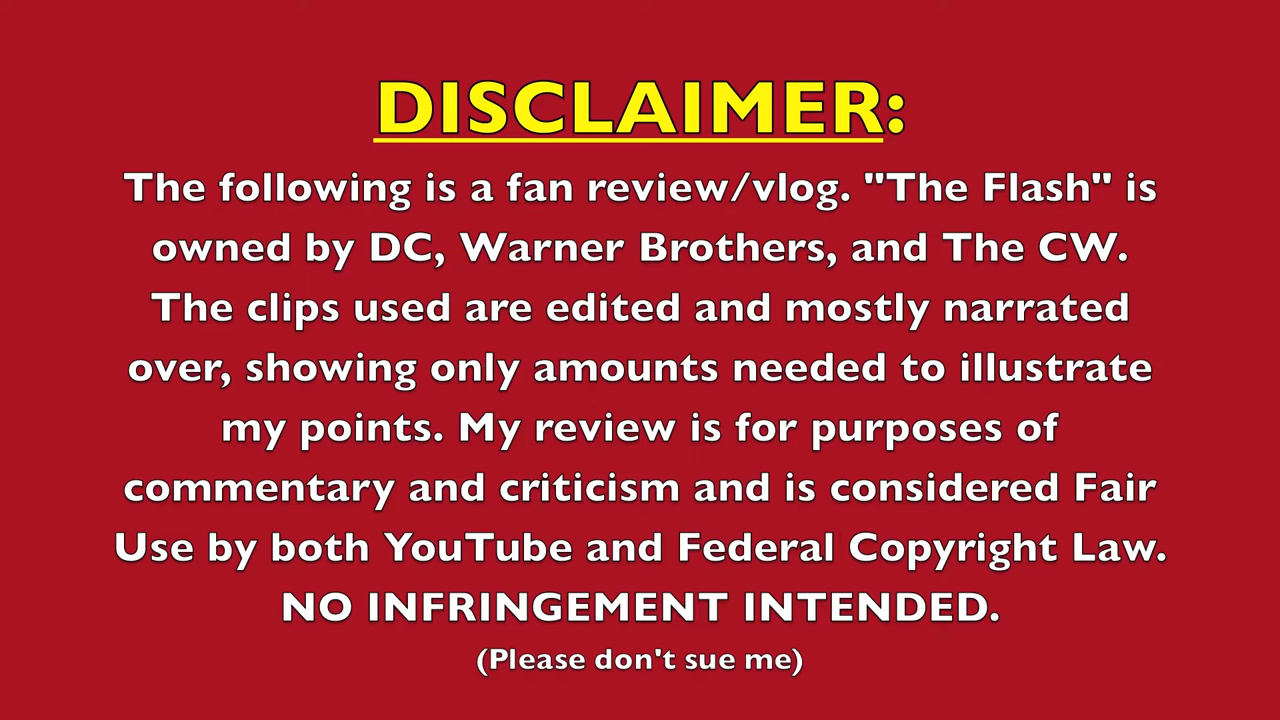 DISCLAIMER:
The following is a fan review/vlog. "The Flash" is
owned by DC, Warner Brothers, and The CW.
The clips used are edited and mostly narrated
over, showing only amounts needed to illustrate
my points. My review is for purposes of
commentary and criticism and is considered Fair
Use by both YouTube and Federal Copyright Law.
NO INFRINGEMENT INTENDED.
(Please don't sue me)